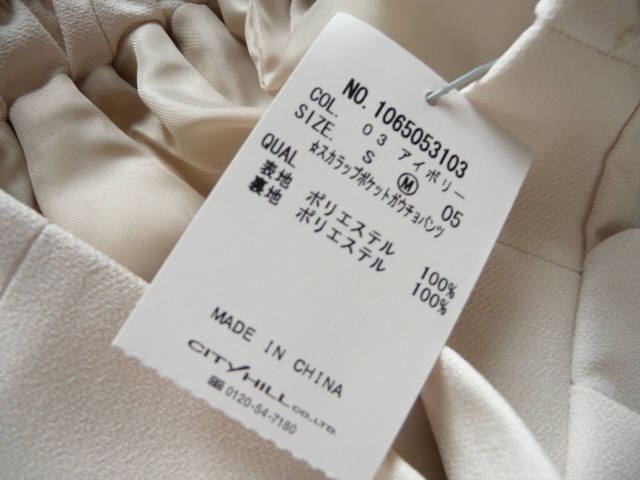 NO. 1065053103
COL. 03 アイボリー
SIZE. S Ⓜ 05
☆スカラップポケットガウチョパンツ
QUAL
表地 ポリエステル 100%
裏地 ポリエステル 100%
MADE IN CHINA
CITY HILL CO.,LTD.
0120-54-7180